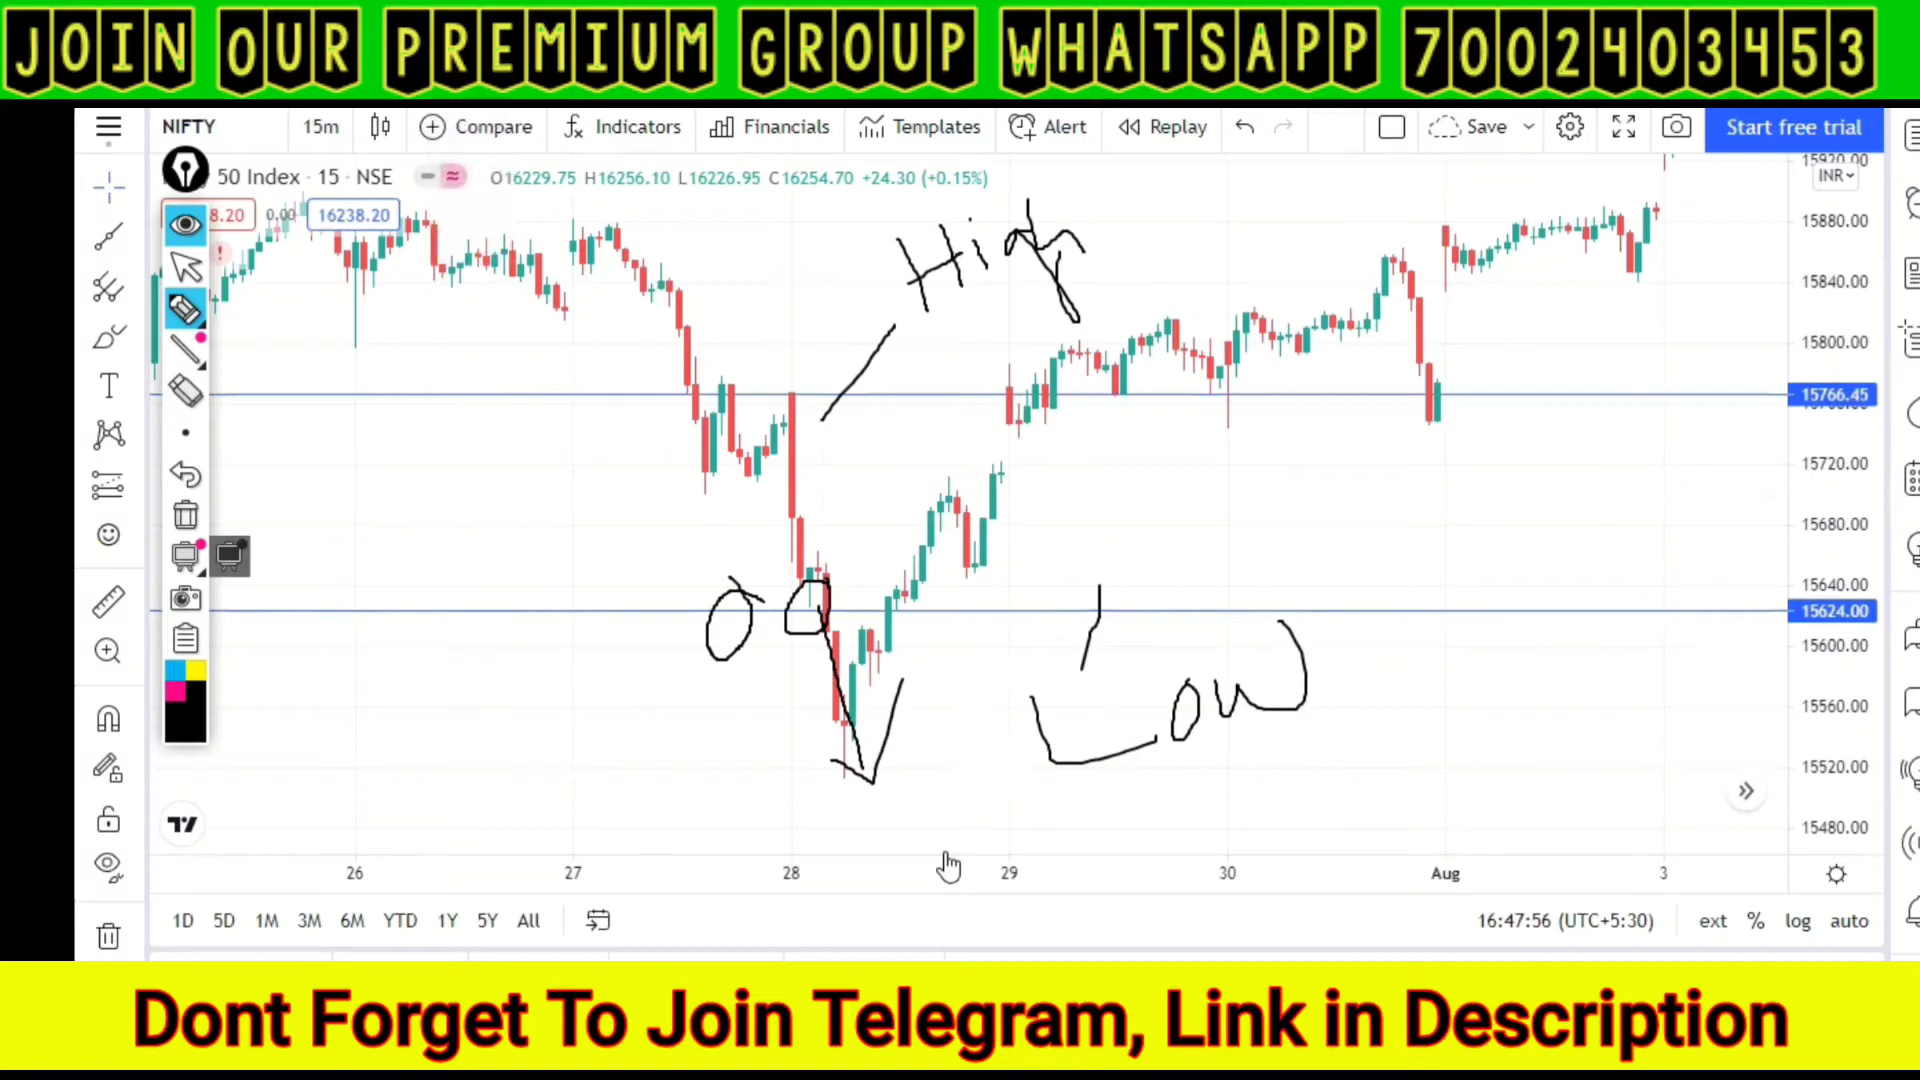 JOIN OUR PREMIUM GROUP WHATSAPP 7002403453
NIFTY 15m Compare Indicators Financials Templates Alert Replay Save Start free trial
50 Index · 15 · NSE O16229.75 H16256.10 L16226.95 C16254.70 +24.30 (+0.15%)
15920.00
INR
8.20 0.00 16238.20
15880.00
High
15840.00
15800.00
15766.45
15720.00
15680.00
15640.00
15624.00
15600.00
Low
15560.00
15520.00
15480.00
26 27 28 29 30 Aug 3
1D 5D 1M 3M 6M YTD 1Y 5Y All 16:47:56 (UTC+5:30) ext % log auto
Dont Forget To Join Telegram, Link in Description